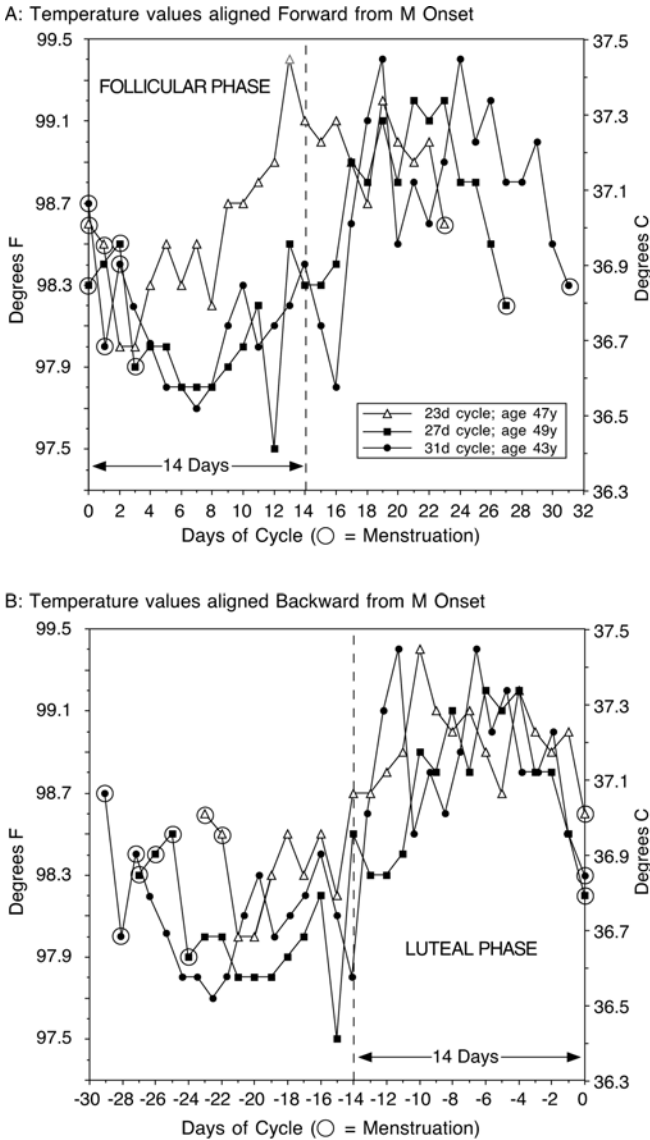 A: Temperature values aligned Forward from M Onset
99.5
99.1
98.7
98.3
97.9
97.5
Degrees F
FOLLICULAR PHASE
37.5
37.3
37.1
36.9
36.7
36.5
36.3
Degrees C
23d cycle; age 47y
27d cycle; age 49y
31d cycle; age 43y
14 Days
0 2 4 6 8 10 12 14 16 18 20 22 24 26 28 30 32
Days of Cycle (◯ = Menstruation)
B: Temperature values aligned Backward from M Onset
99.5
99.1
98.7
98.3
97.9
97.5
Degrees F
37.5
37.3
37.1
36.9
36.7
36.5
36.3
Degrees C
LUTEAL PHASE
14 Days
-30 -28 -26 -24 -22 -20 -18 -16 -14 -12 -10 -8 -6 -4 -2 0
Days of Cycle (◯ = Menstruation)